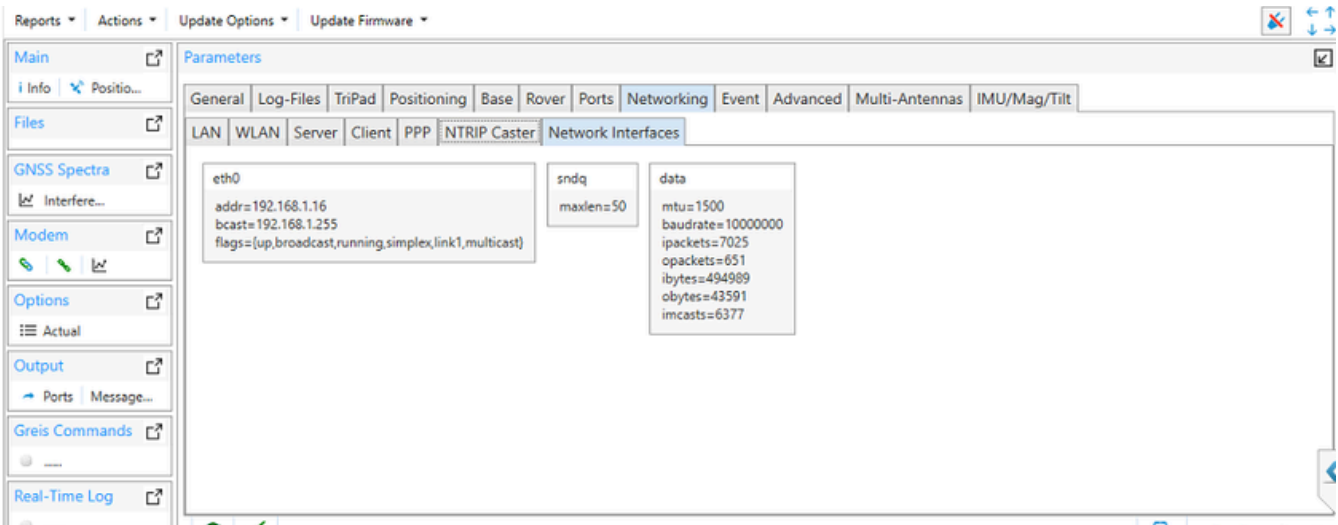 Reports Actions Update Options Update Firmware
Main
i Info Positio...
Files
GNSS Spectra
Interfere...
Modem
Options
Actual
Output
Ports Message...
Greis Commands
......
Real-Time Log
Parameters
General Log-Files TriPad Positioning Base Rover Ports Networking Event Advanced Multi-Antennas IMU/Mag/Tilt
LAN WLAN Server Client PPP NTRIP Caster Network Interfaces
eth0
addr=192.168.1.16
bcast=192.168.1.255
flags={up,broadcast,running,simplex,link1,multicast}
sndq
maxlen=50
data
mtu=1500
baudrate=10000000
ipackets=7025
opackets=651
ibytes=494989
obytes=43591
imcasts=6377